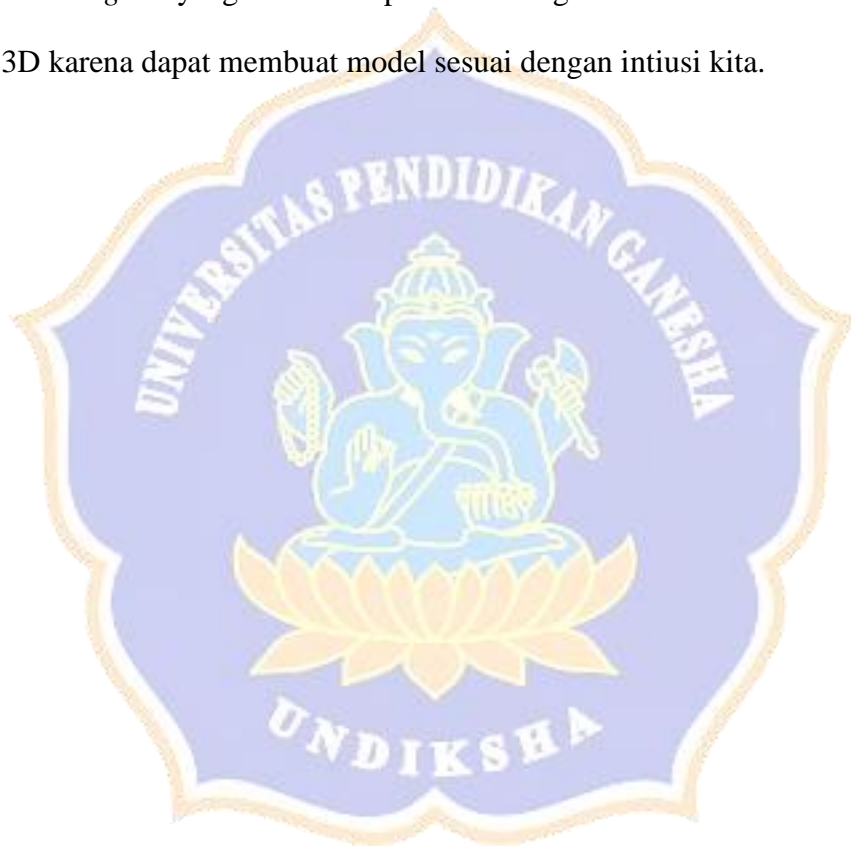 3D karena dapat membuat model sesuai dengan intiusi kita.
UNIVERSITAS PENDIDIKAN GANESHA
UNDIKSHA